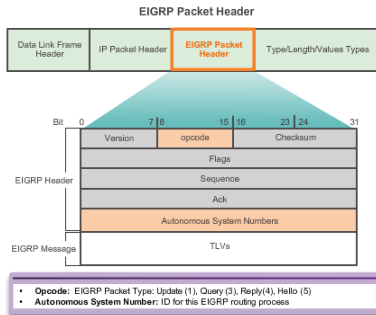 EIGRP Packet Header
Data Link Frame Header
IP Packet Header
EIGRP Packet Header
Type/Length/Values Types
Bit 0 7 8 15 16 23 24 31
Version opcode Checksum
Flags
EIGRP Header
Sequence
Ack
Autonomous System Numbers
EIGRP Message
TLVs
• Opcode: EIGRP Packet Type: Update (1), Query (3), Reply(4), Hello (5)
• Autonomous System Number: ID for this EIGRP routing process